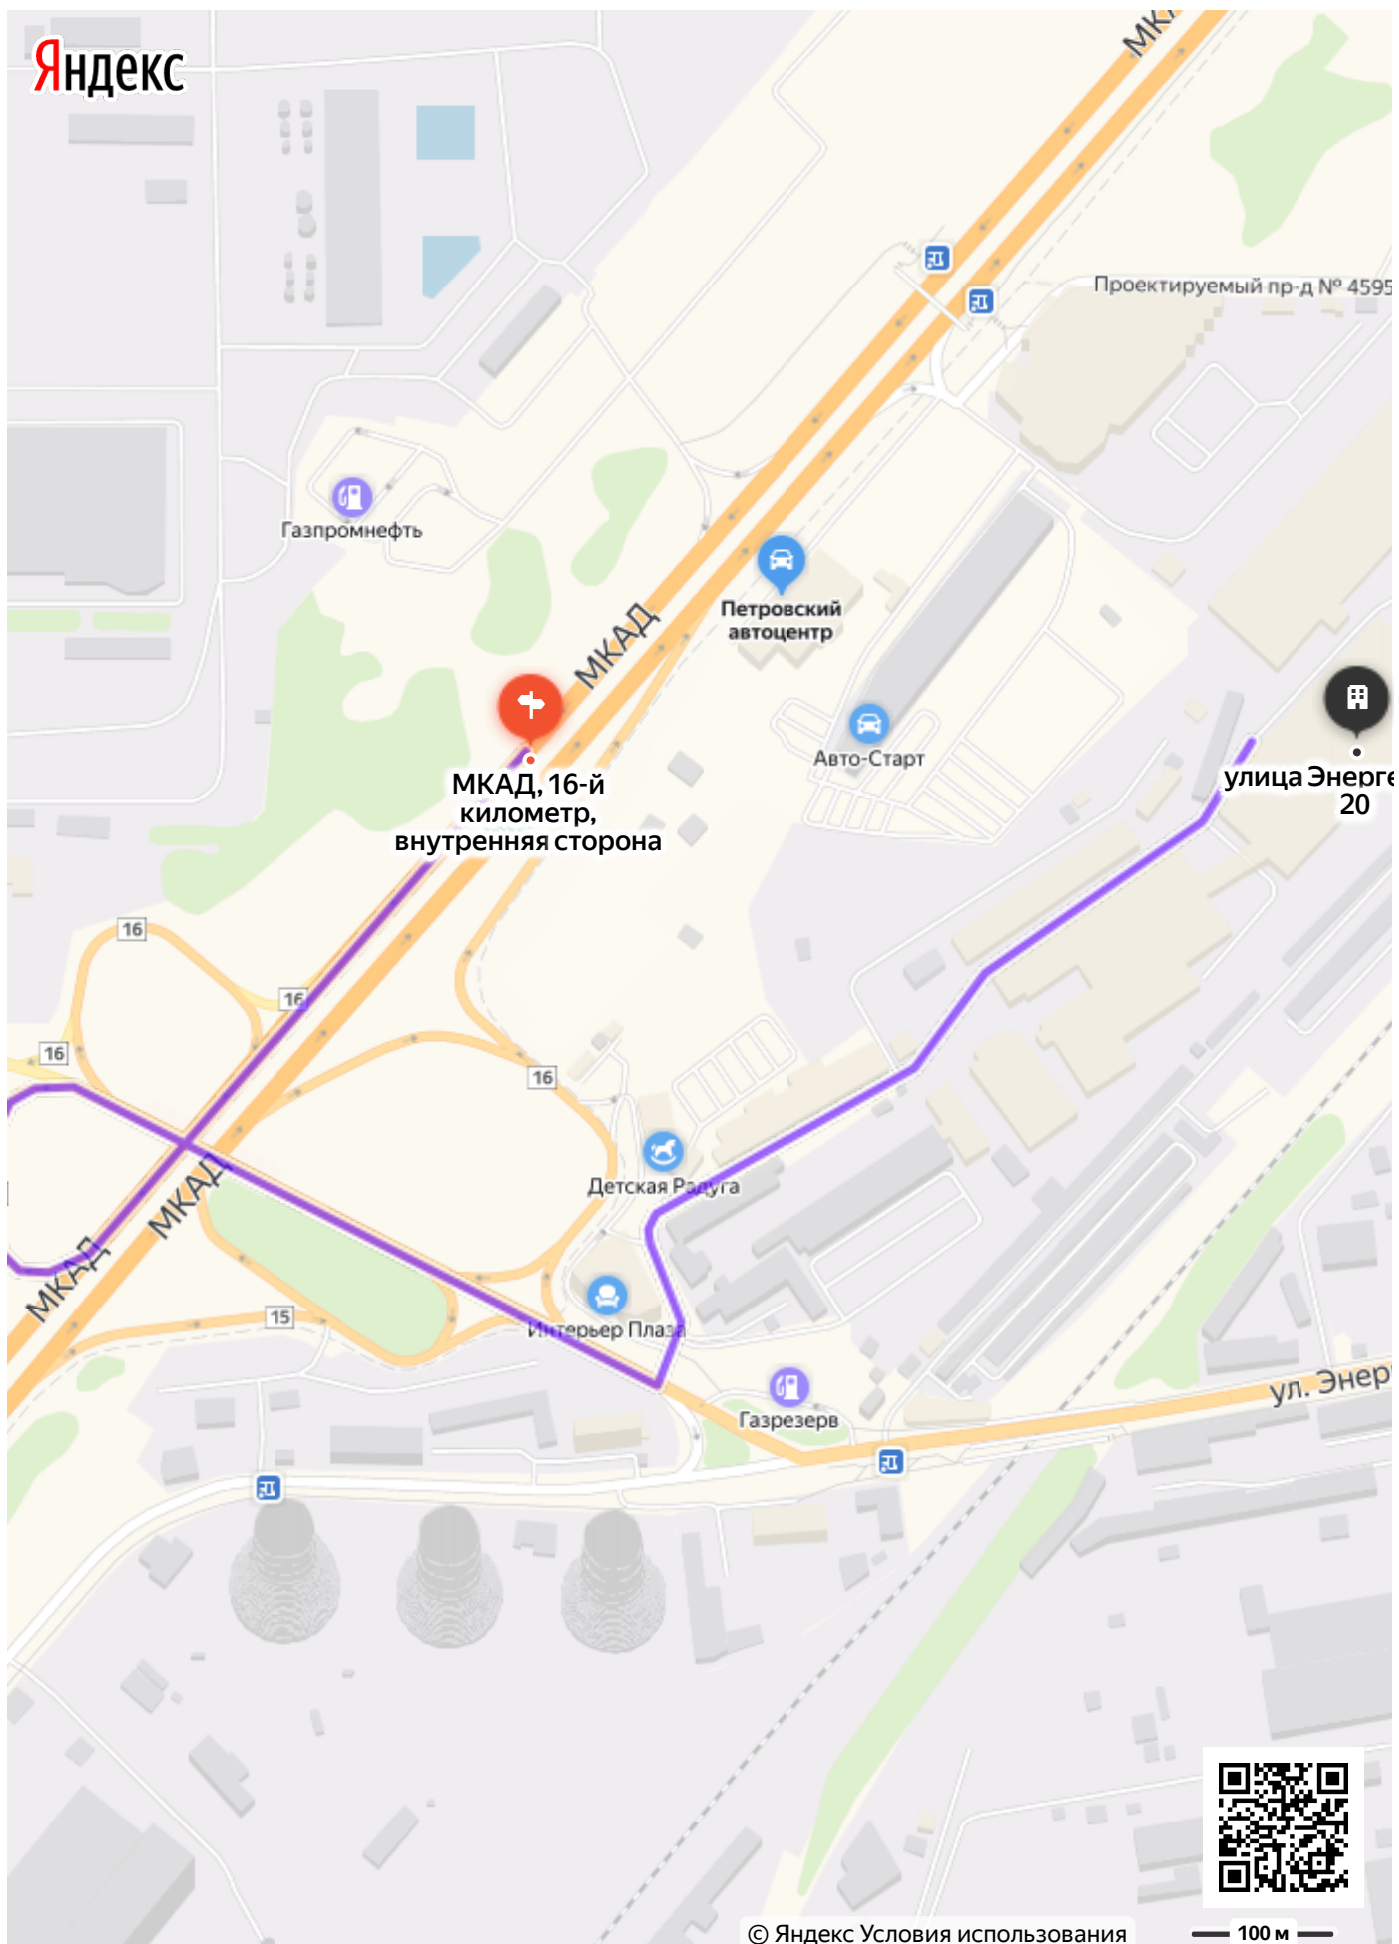 Яндекс
МКА
Проектируемый пр-д № 4595
Газпромнефть
Петровский
автоцентр
МКАД
Авто-Старт
МКАД, 16-й
километр,
внутренняя сторона
улица Энерге
20
16
16
16
16
Детская Радуга
МКАД
МКАД
15
Интерьер Плаза
Газрезерв
ул. Энер
© Яндекс Условия использования
100 м